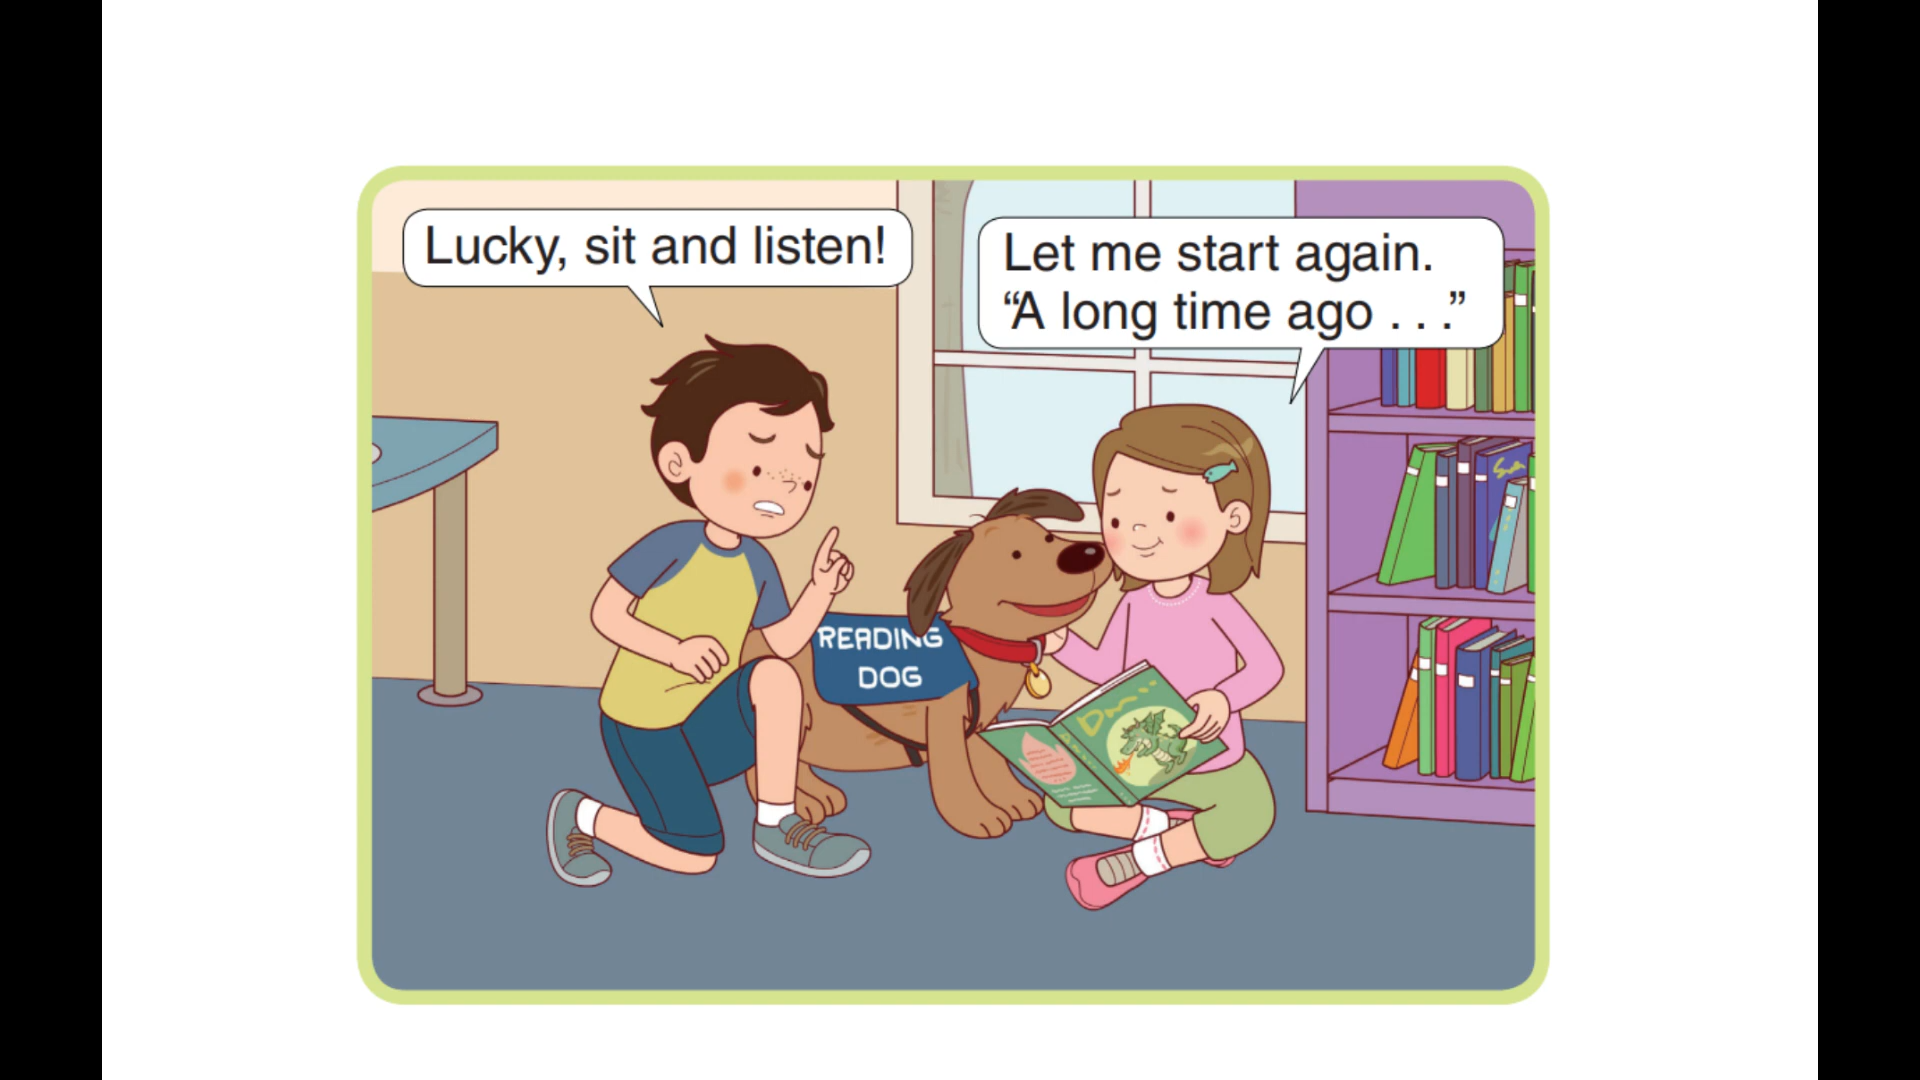 Lucky, sit and listen!
Let me start again.
“A long time ago . . .”
READING
DOG